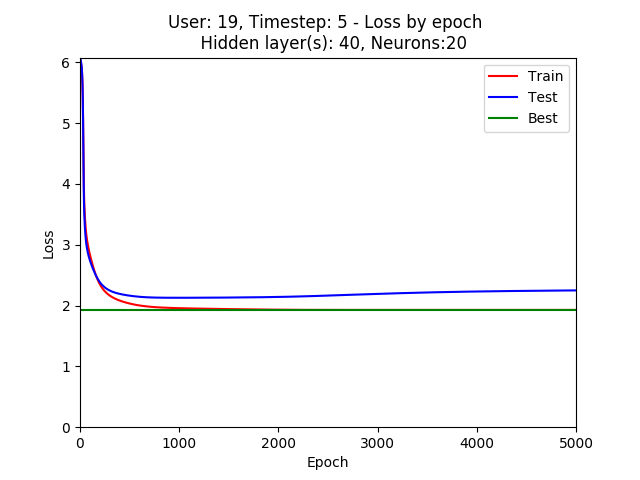 User: 19, Timestep: 5 - Loss by epoch
Hidden layer(s): 40, Neurons:20
Train
Test
Best
Loss
6
5
4
3
2
1
0
0 1000 2000 3000 4000 5000
Epoch